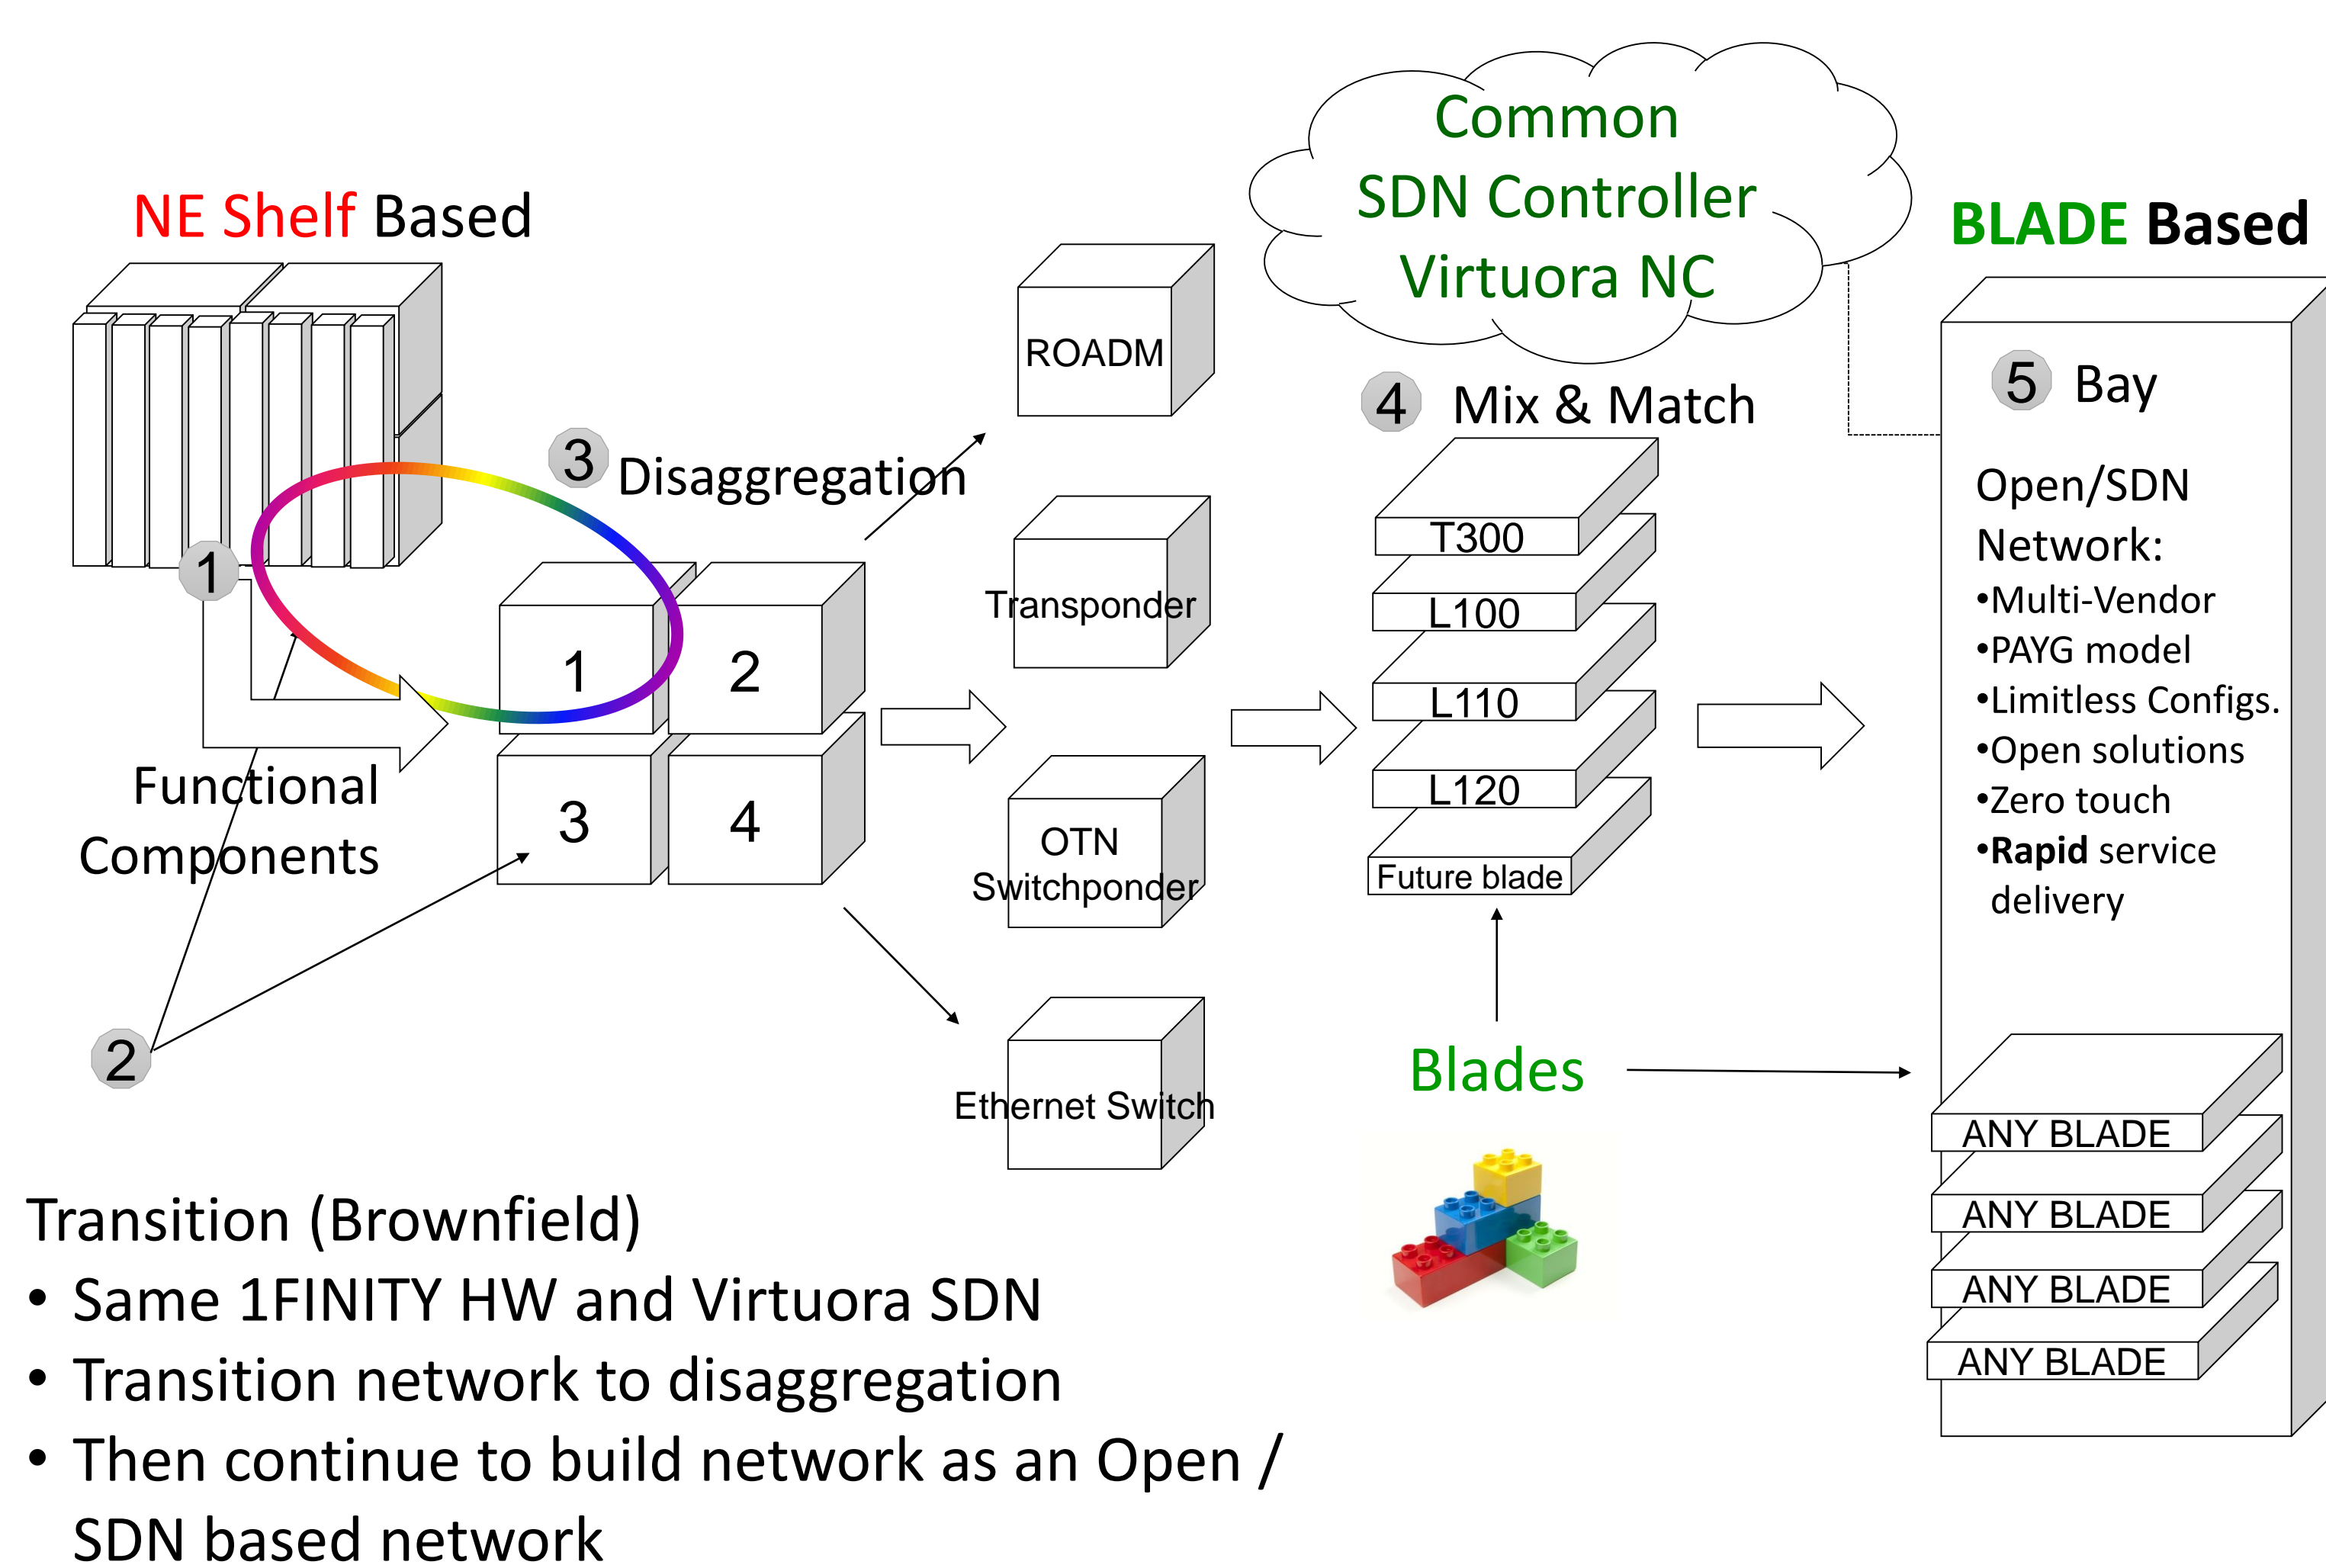 Common
SDN Controller
Virtuora NC
NE Shelf Based
BLADE Based
ROADM
5 Bay
4 Mix & Match
3 Disaggregation
Open/SDN
Network:
•Multi-Vendor
•PAYG model
•Limitless Configs.
•Open solutions
•Zero touch
•Rapid service
delivery
T300
L100
L110
L120
Future blade
1
Transponder
1
2
3
4
Functional
Components
OTN
Switchponder
2
Blades
Ethernet Switch
ANY BLADE
ANY BLADE
ANY BLADE
ANY BLADE
Transition (Brownfield)
• Same 1FINITY HW and Virtuora SDN
• Transition network to disaggregation
• Then continue to build network as an Open /
SDN based network